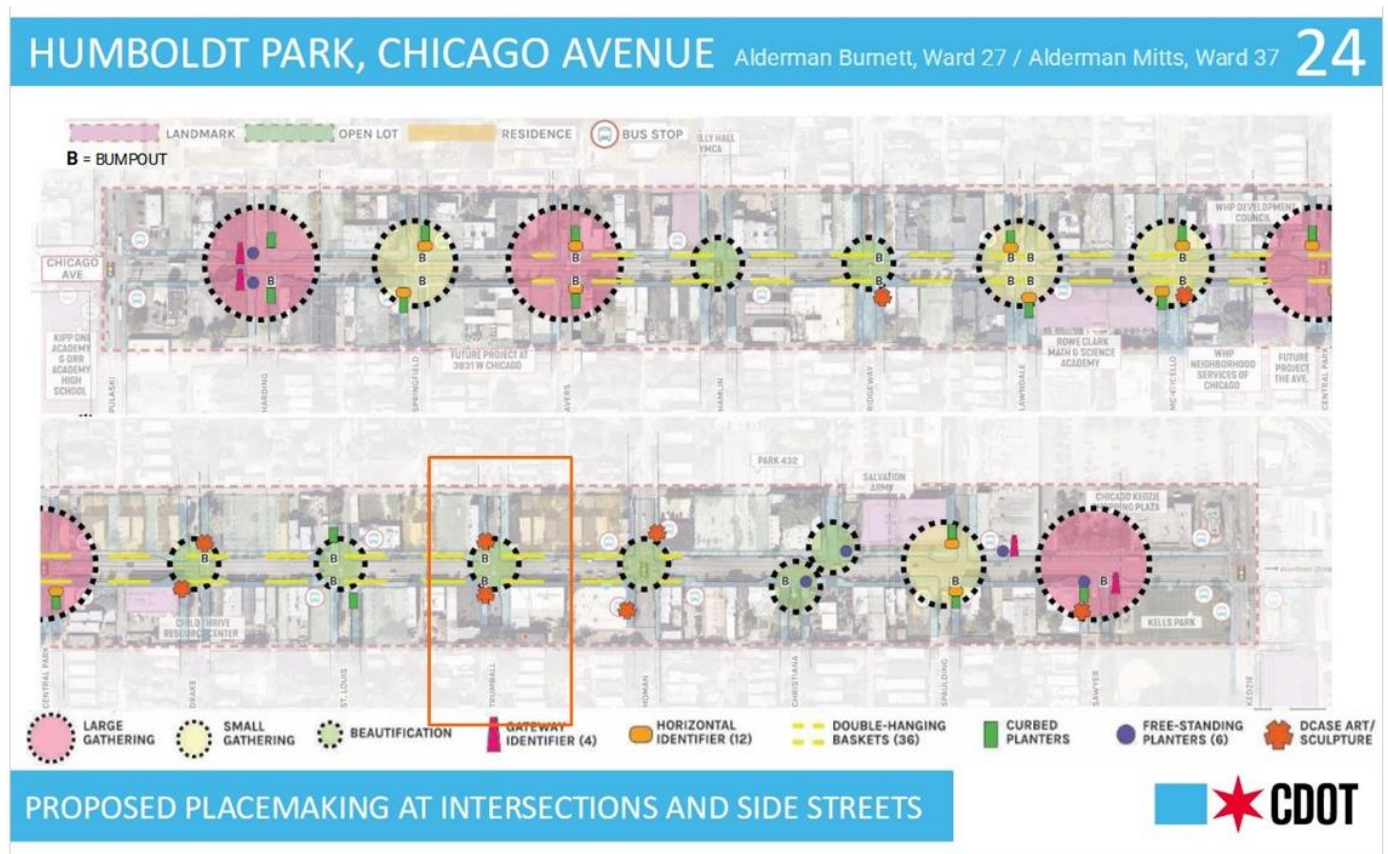 HUMBOLDT PARK, CHICAGO AVENUE Alderman Burnett, Ward 27 / Alderman Mitts, Ward 37 24
LANDMARK OPEN LOT RESIDENCE BUS STOP
B = BUMPOUT
LLY HALL
YMCA
WHP DEVELOPMENT
COUNCIL
CHICAGO
AVE
B B B B B
B B B B B B B B
KIPP ONE
ACADEMY
& ORR
ACADEMY
HIGH
SCHOOL
FUTURE PROJECT AT
3831 W CHICAGO
ROWE CLARK
MATH & SCIENCE
ACADEMY
WHP
NEIGHBORHOOD
SERVICES OF
CHICAGO
FUTURE
PROJECT
THE AVE.
PULASKI
HARDING
SPRINGFIELD
AVERS
HAMLIN
RIDGEWAY
LAWNDALE
MONTICELLO
CENTRAL PARK
PARK 432
SALVATION
ARMY
CHICAGO KEDZIE
PLAZA
B B B
B B B B B
CHILD THRIVE
RESOURCE CENTER
KELLS PARK
CENTRAL PARK
DRAKE
ST. LOUIS
TRUMBALL
HOMAN
CHRISTIANA
SPAULDING
SAWYER
KEDZIE
LARGE
GATHERING
SMALL
GATHERING
BEAUTIFICATION
GATEWAY
IDENTIFIER (4)
HORIZONTAL
IDENTIFIER (12)
DOUBLE-HANGING
BASKETS (36)
CURBED
PLANTERS
FREE-STANDING
PLANTERS (6)
DCASE ART/
SCULPTURE
PROPOSED PLACEMAKING AT INTERSECTIONS AND SIDE STREETS
CDOT